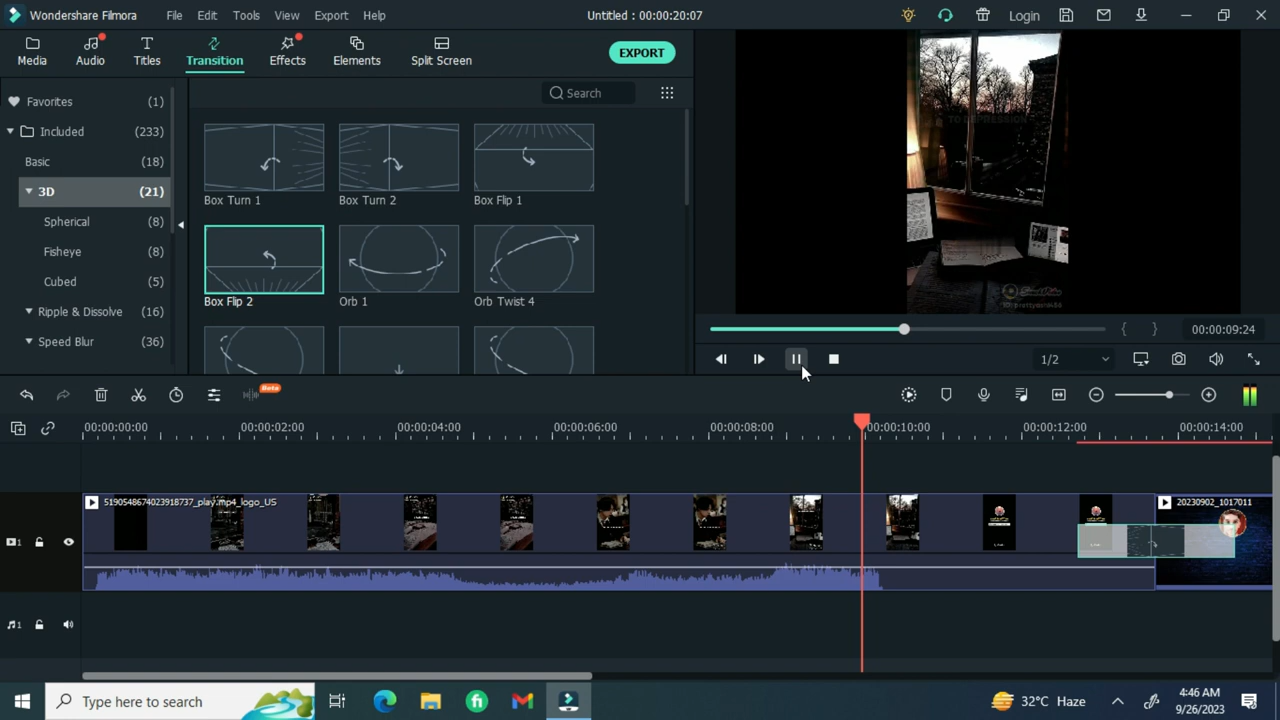 Wondershare Filmora
File
Edit
Tools
View
Export
Help
Untitled : 00:00:20:07
Login
Media
Audio
Titles
Transition
Effects
Elements
Split Screen
EXPORT
Favorites (1)
Included (233)
Basic (18)
3D (21)
Spherical (8)
Fisheye (8)
Cubed (5)
Ripple & Dissolve (16)
Speed Blur (36)
Search
Box Turn 1
Box Turn 2
Box Flip 1
Box Flip 2
Orb 1
Orb Twist 4
TO DEPRESSION
00:00:09:24
1/2
Beta
00:00:00:00
00:00:02:00
00:00:04:00
00:00:06:00
00:00:08:00
00:00:10:00
00:00:12:00
00:00:14:00
5190548674023918737_play.mp4_logo_US
20230902_1017011
1
1
Type here to search
32°C Haze
4:46 AM
9/26/2023